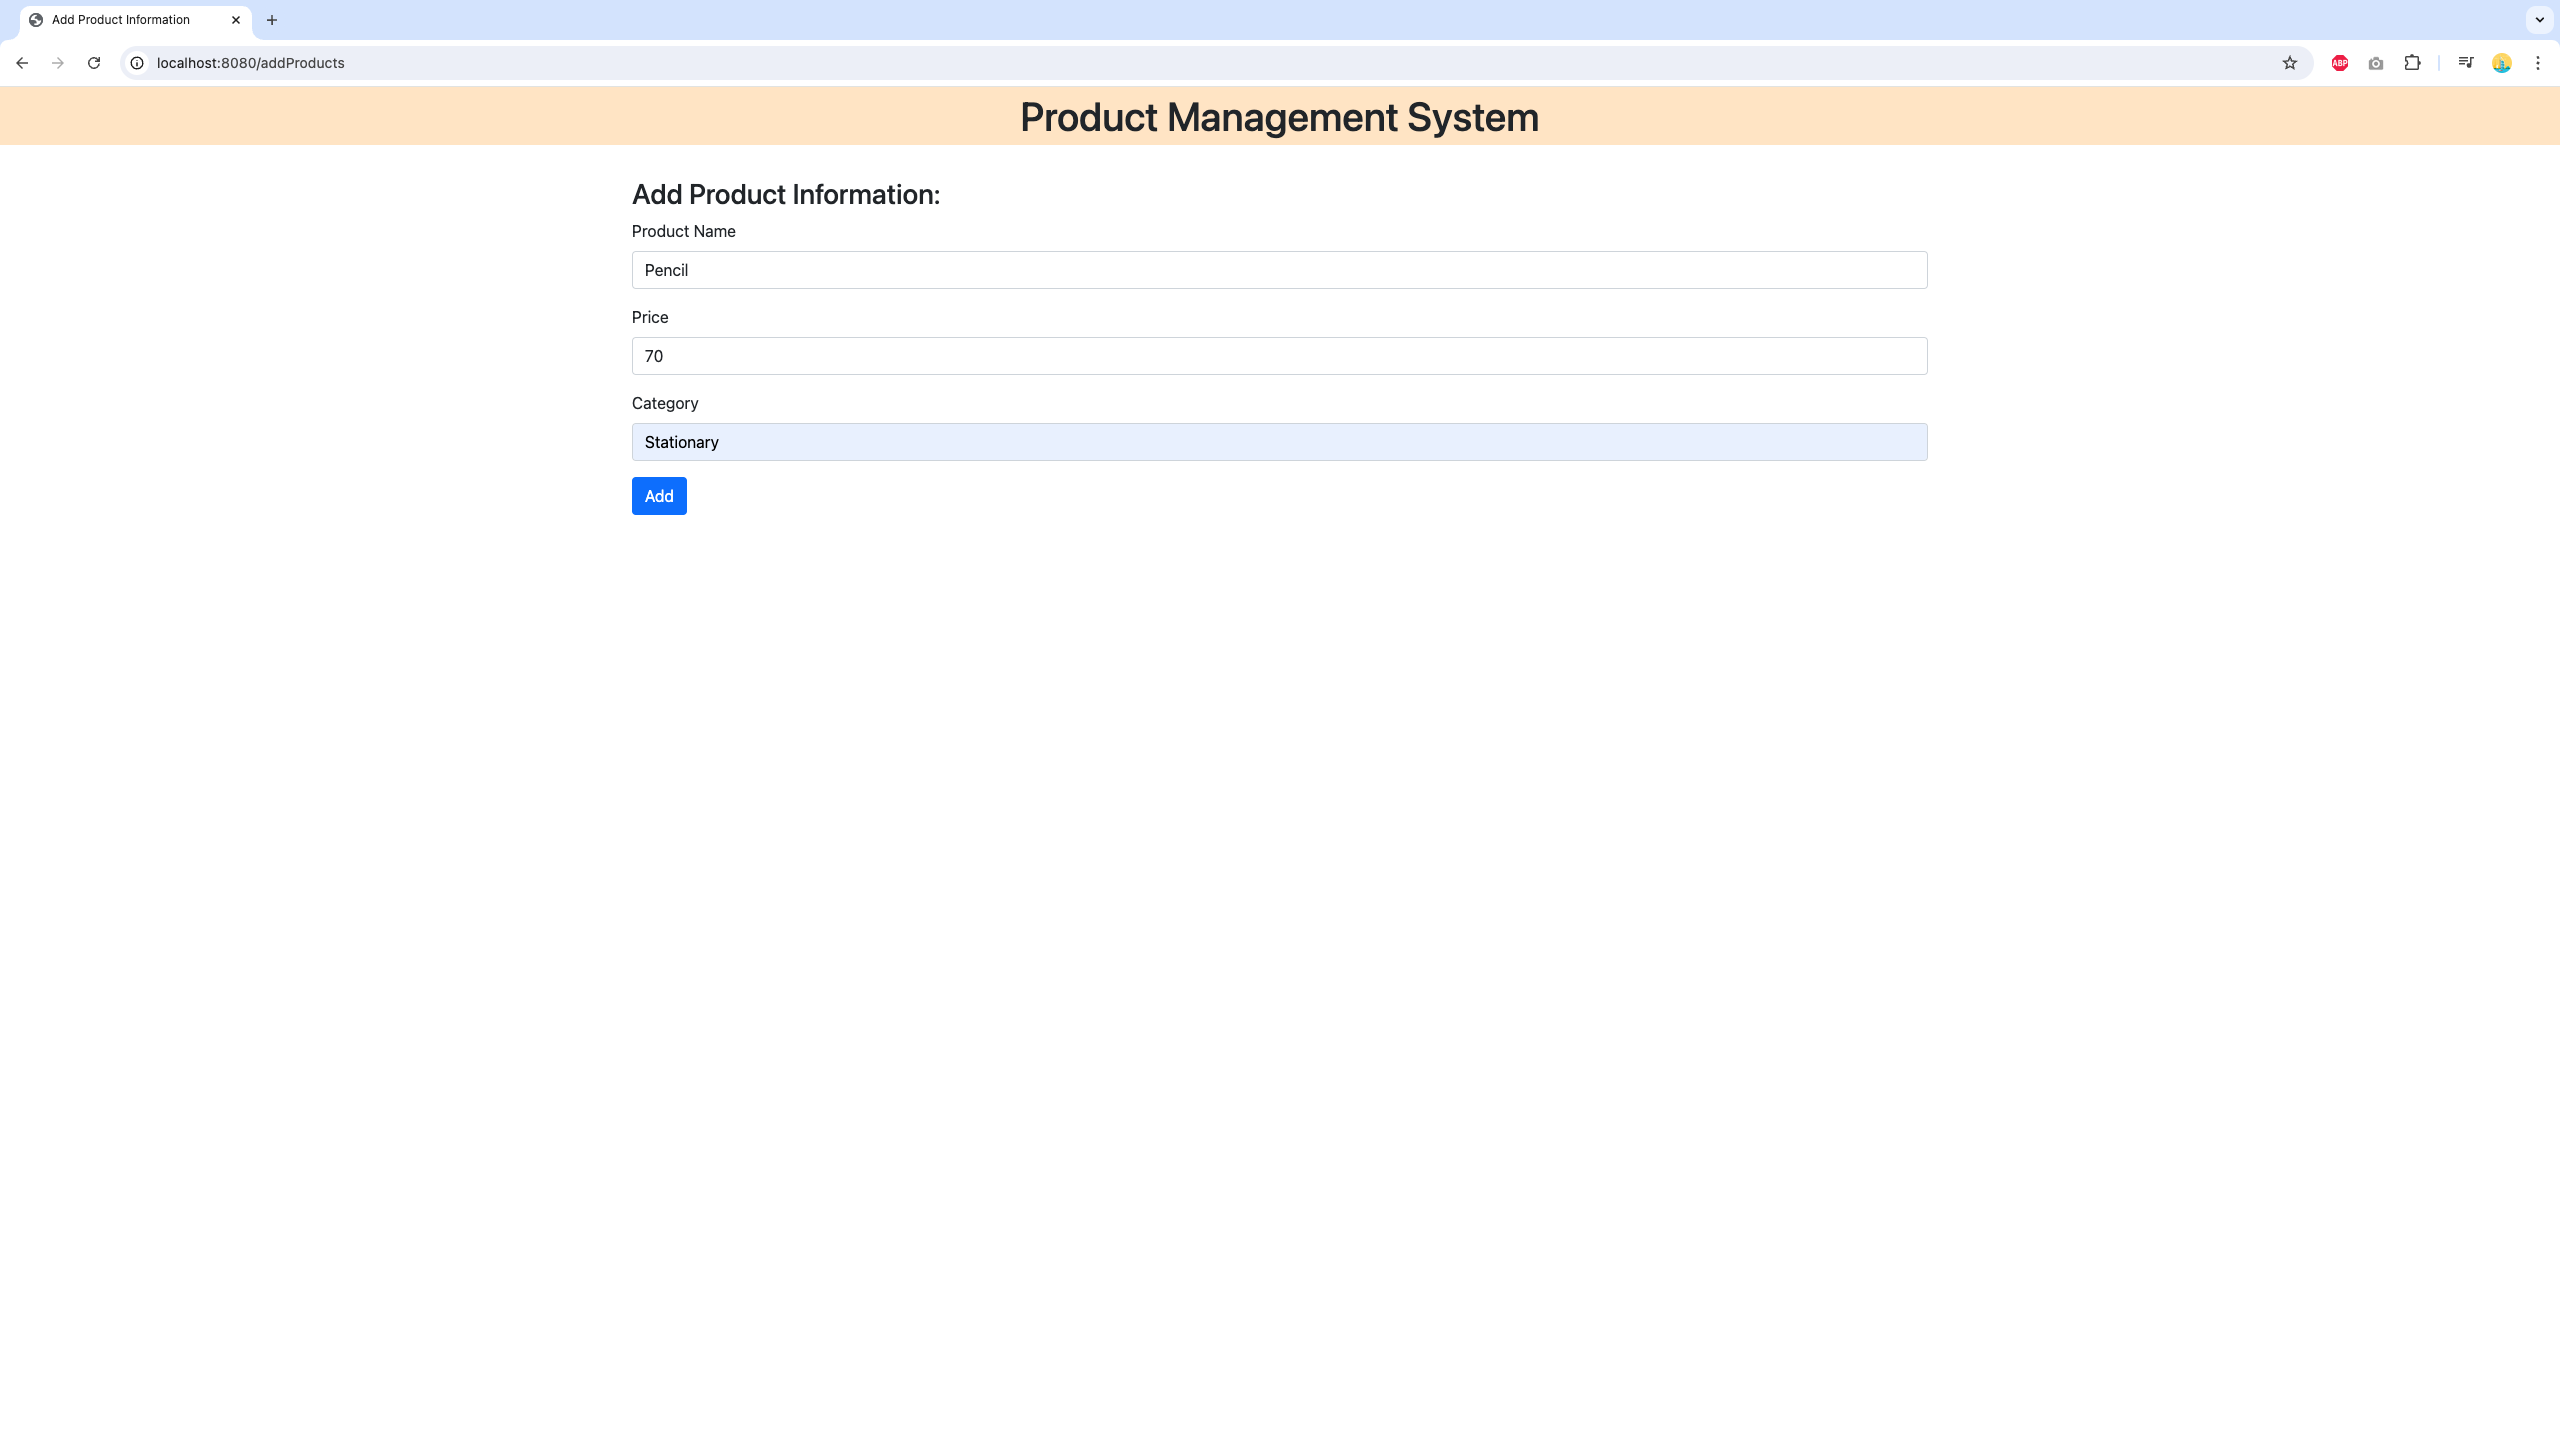 Add Product Information
localhost:8080/addProducts
ABP
Product Management System
Add Product Information:
Product Name
Pencil
Price
70
Category
Stationary
Add